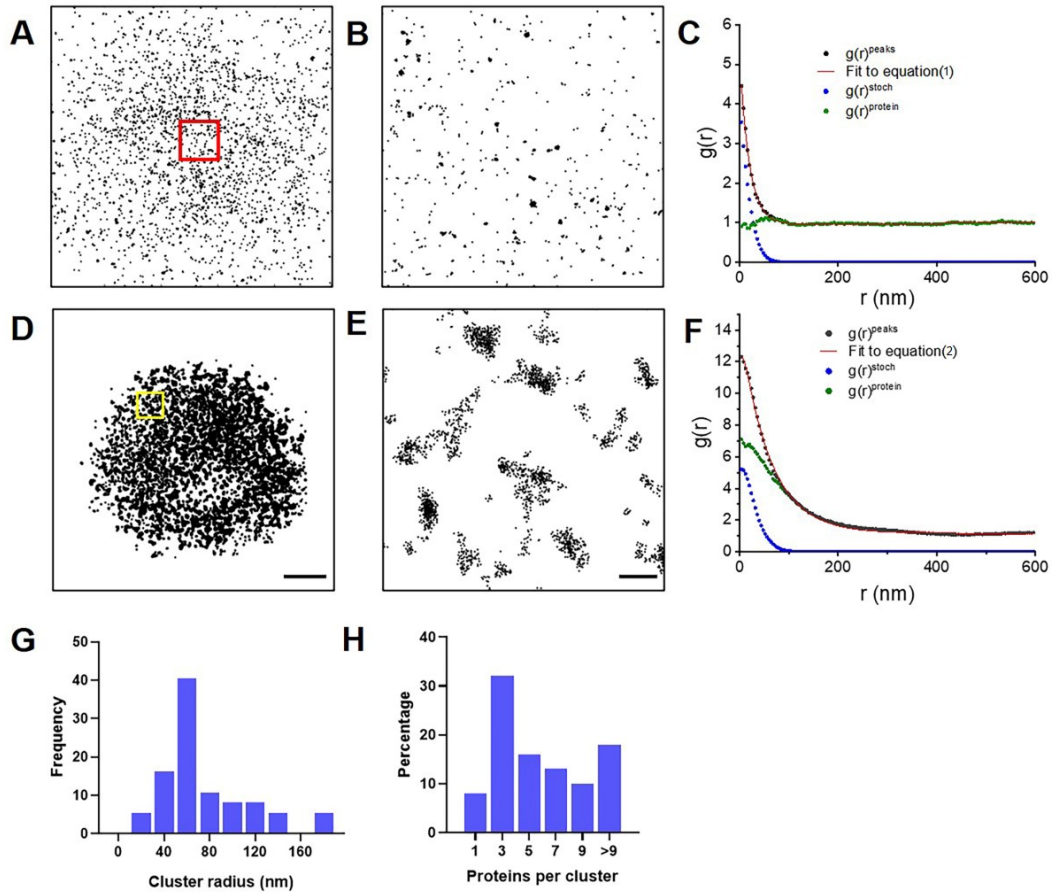 A
B
C
6
5
4
3
2
1
0
g(r)
g(r)peaks
Fit to equation(1)
g(r)stoch
g(r)protein
0
200
400
600
r (nm)
D
E
F
14
12
10
8
6
4
2
0
g(r)
g(r)peaks
Fit to equation(2)
g(r)stoch
g(r)protein
0
200
400
600
r (nm)
G
50
40
30
20
10
0
Frequency
0 40 80 120 160
Cluster radius (nm)
H
40
30
20
10
0
Percentage
1 3 5 7 9 >9
Proteins per cluster